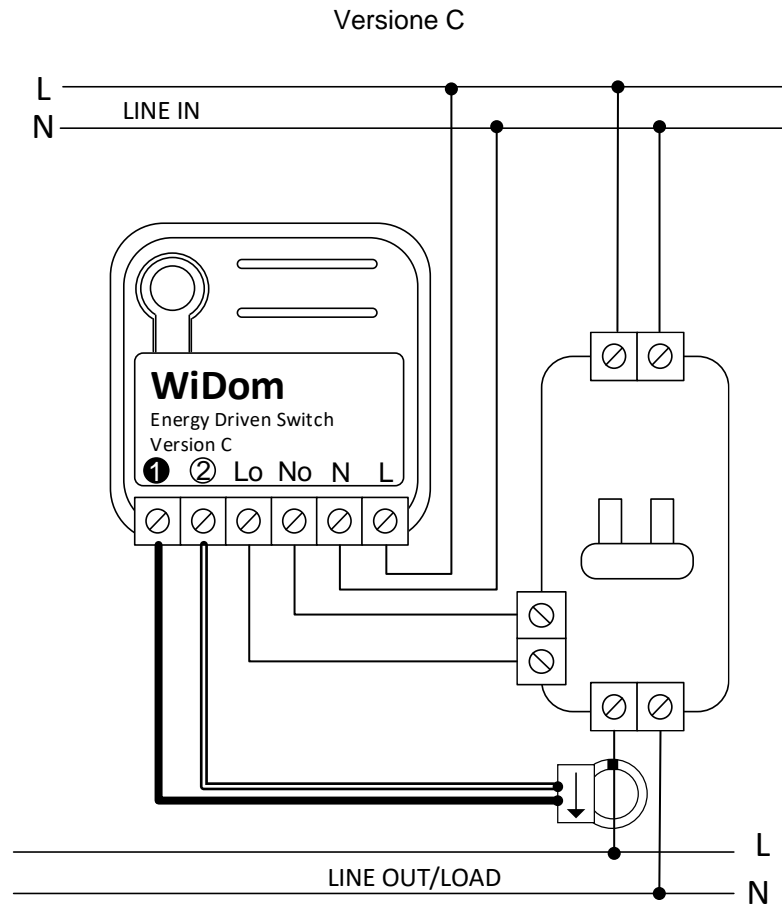 Versione C
L
LINE IN
N
WiDom
Energy Driven Switch
Version C
1 2 Lo No N L
L
LINE OUT/LOAD
N